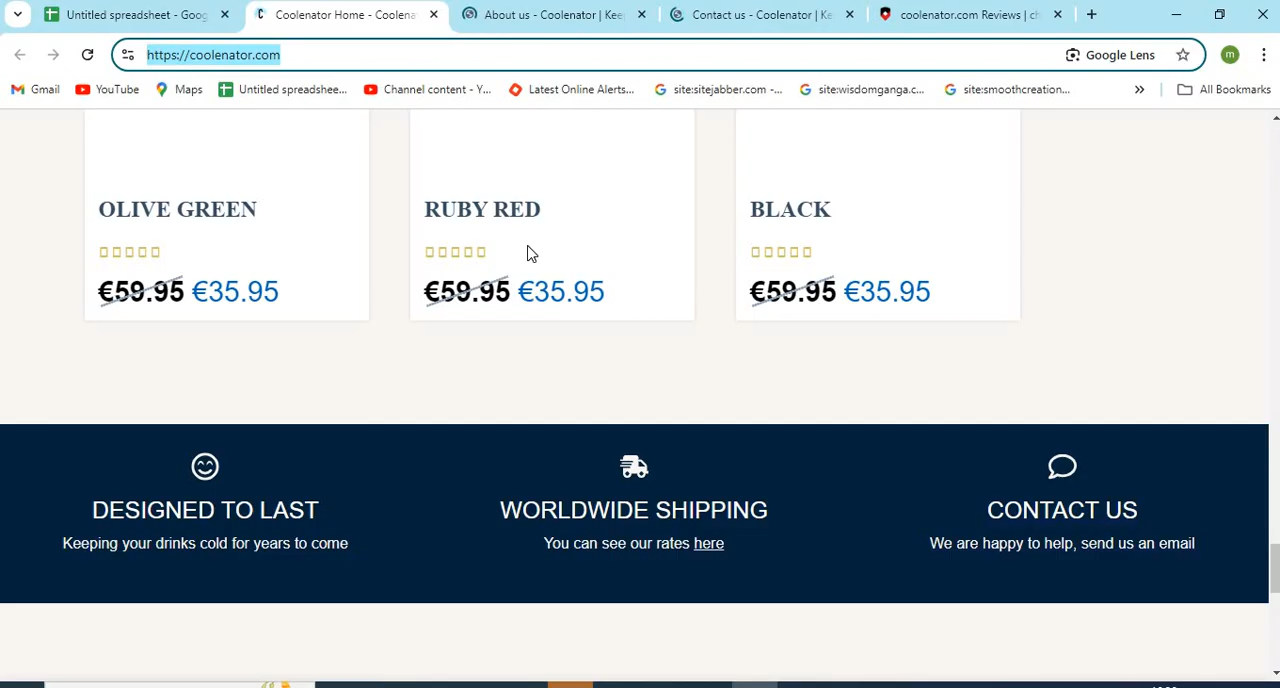 Untitled spreadsheet - Goog
Coolenator Home - Coolena
About us - Coolenator | Kee
Contact us - Coolenator | Ke
coolenator.com Reviews | ch
https://coolenator.com
Google Lens
m
Gmail
YouTube
Maps
Untitled spreadshee...
Channel content - Y...
Latest Online Alerts...
site:sitejabber.com -...
site:wisdomganga.c...
site:smoothcreation...
All Bookmarks
OLIVE GREEN
RUBY RED
BLACK
€59.95 €35.95
€59.95 €35.95
€59.95 €35.95
DESIGNED TO LAST
Keeping your drinks cold for years to come
WORLDWIDE SHIPPING
You can see our rates here
CONTACT US
We are happy to help, send us an email